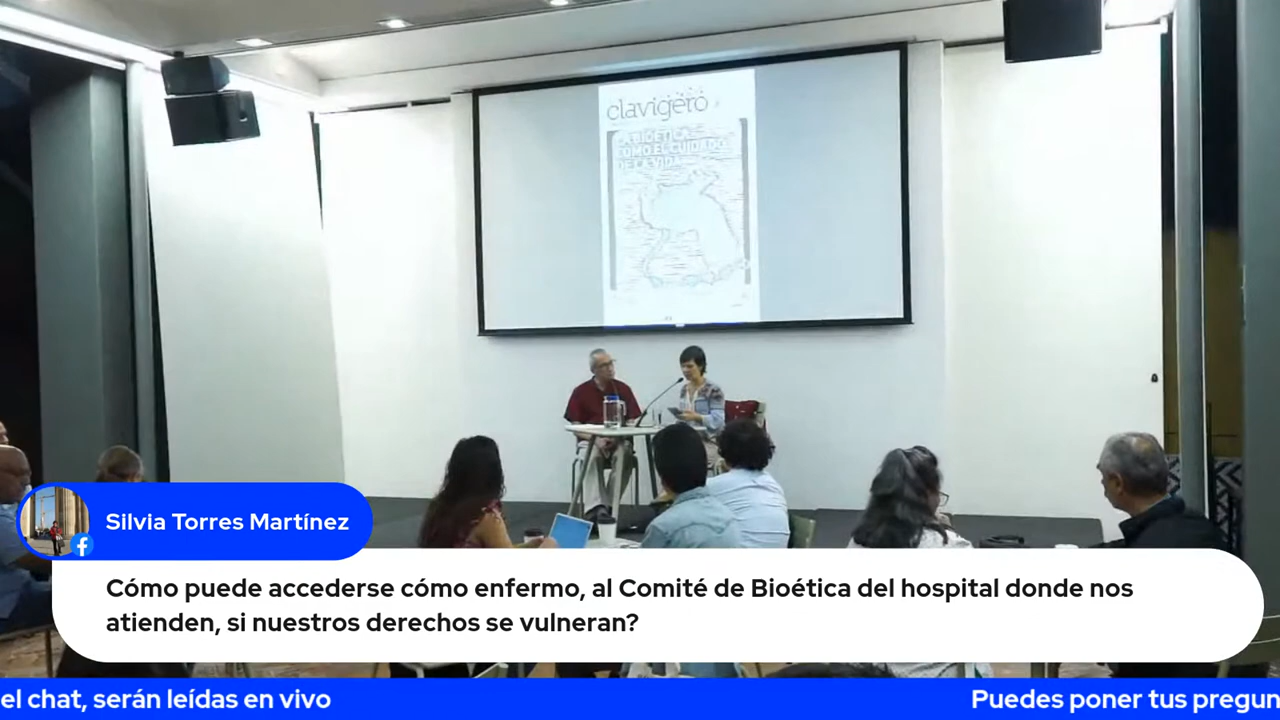 clavigero
LA BIOÉTICA
COMO EL CUIDADO
DE LA VIDA
Silvia Torres Martínez
Cómo puede accederse cómo enfermo, al Comité de Bioética del hospital donde nos
atienden, si nuestros derechos se vulneran?
el chat, serán leídas en vivo
Puedes poner tus pregun